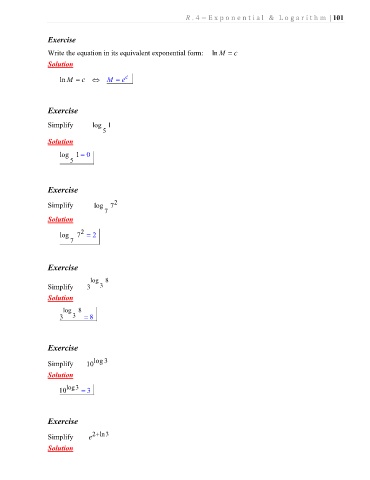 R.4–Exponential & Logarithm | 101
Exercise
Write the equation in its equivalent exponential form: ln M = c
Solution
ln M = c ⇔ M = e^c
Exercise
Simplify log_5 1
Solution
log_5 1 = 0
Exercise
Simplify log_7 7^2
Solution
log_7 7^2 = 2
Exercise
Simplify 3^{log_3 8}
Solution
3^{log_3 8} = 8
Exercise
Simplify 10^{log 3}
Solution
10^{log 3} = 3
Exercise
Simplify e^{2+ln 3}
Solution